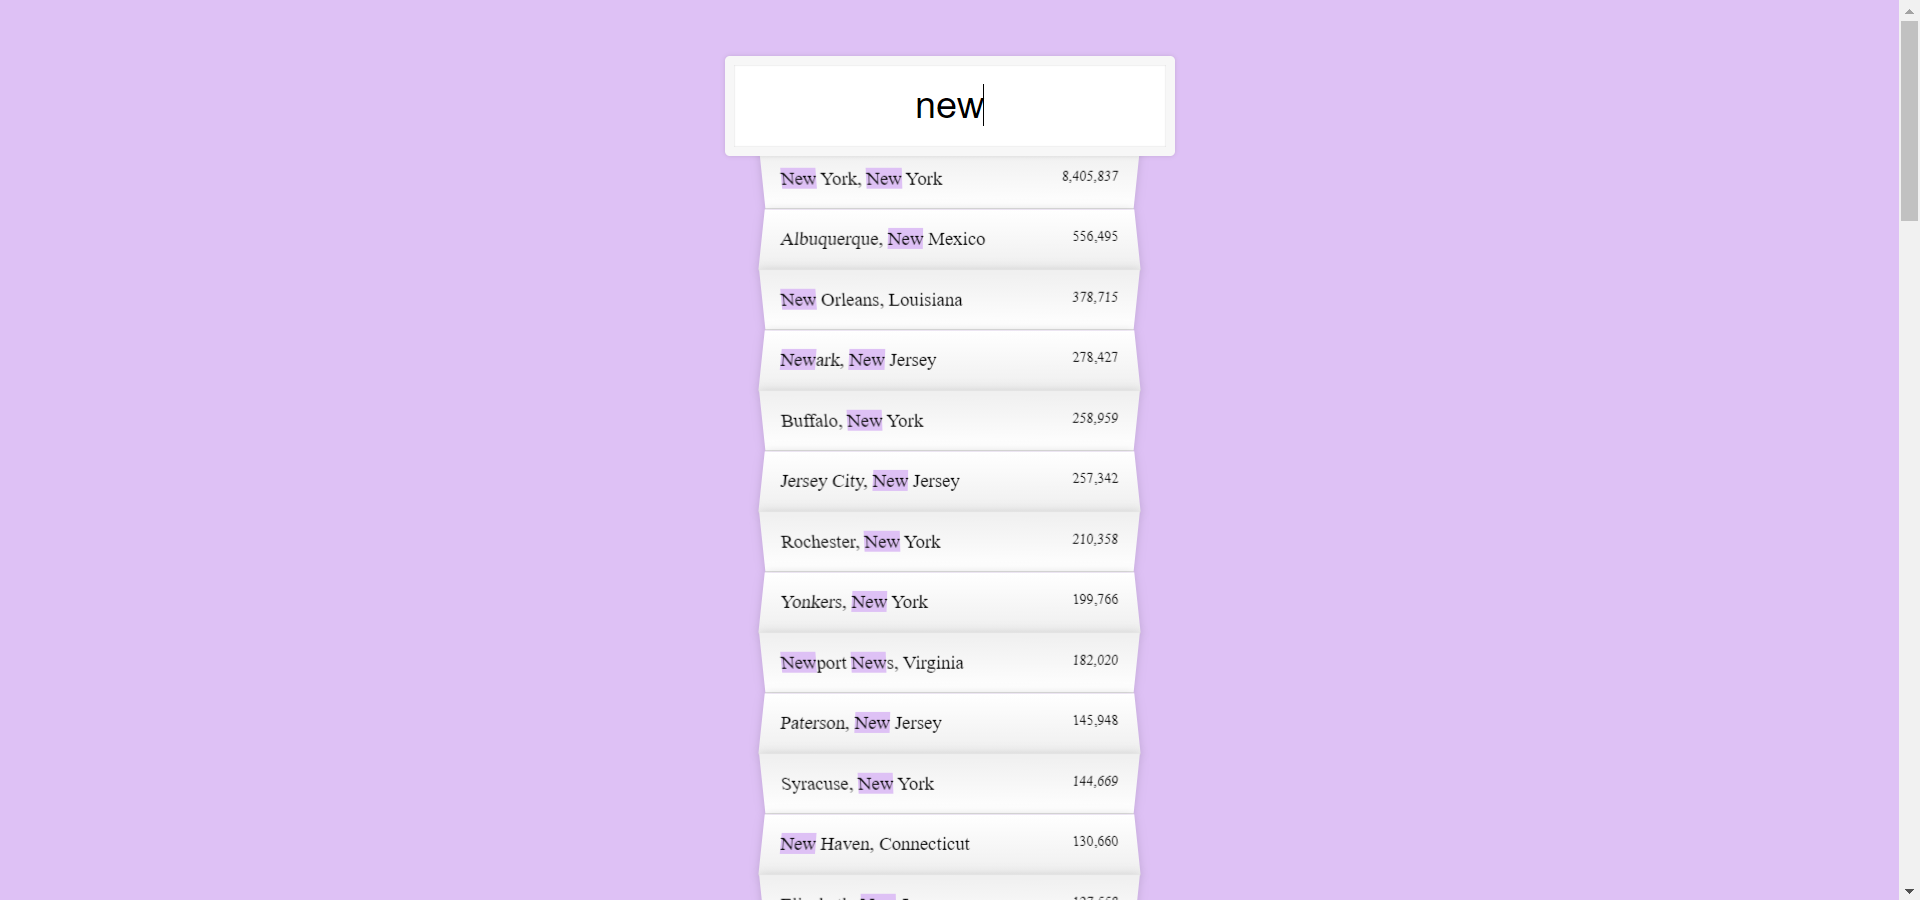 new
New York, New York 8,405,837
Albuquerque, New Mexico 556,495
New Orleans, Louisiana 378,715
Newark, New Jersey 278,427
Buffalo, New York 258,959
Jersey City, New Jersey 257,342
Rochester, New York 210,358
Yonkers, New York 199,766
Newport News, Virginia 182,020
Paterson, New Jersey 145,948
Syracuse, New York 144,669
New Haven, Connecticut 130,660